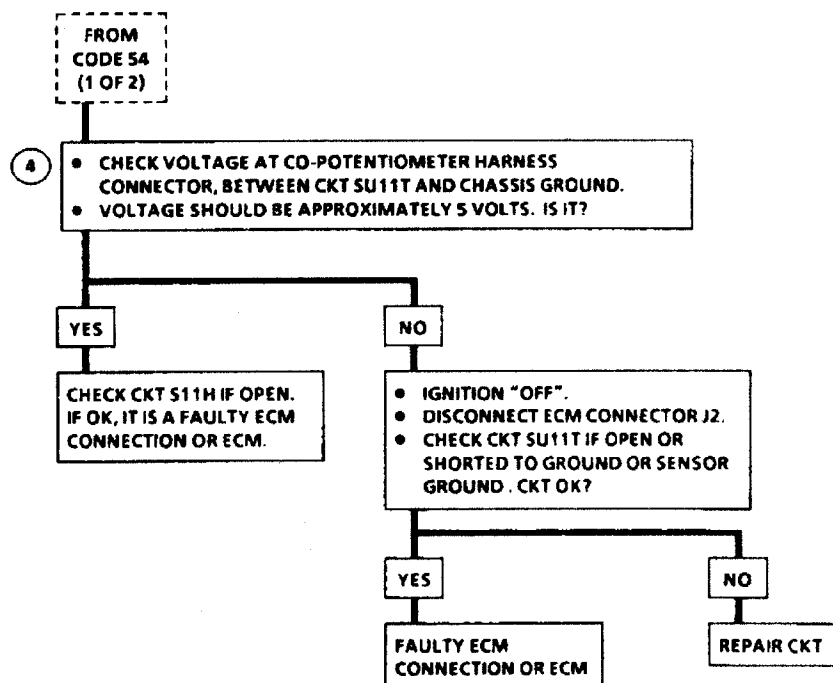 FROM
CODE 54
(1 OF 2)
4
• CHECK VOLTAGE AT CO-POTENTIOMETER HARNESS
CONNECTOR, BETWEEN CKT SU11T AND CHASSIS GROUND.
• VOLTAGE SHOULD BE APPROXIMATELY 5 VOLTS. IS IT?
YES
NO
CHECK CKT S11H IF OPEN.
IF OK, IT IS A FAULTY ECM
CONNECTION OR ECM.
• IGNITION "OFF".
• DISCONNECT ECM CONNECTOR J2.
• CHECK CKT SU11T IF OPEN OR
SHORTED TO GROUND OR SENSOR
GROUND. CKT OK?
YES
NO
FAULTY ECM
CONNECTION OR ECM
REPAIR CKT